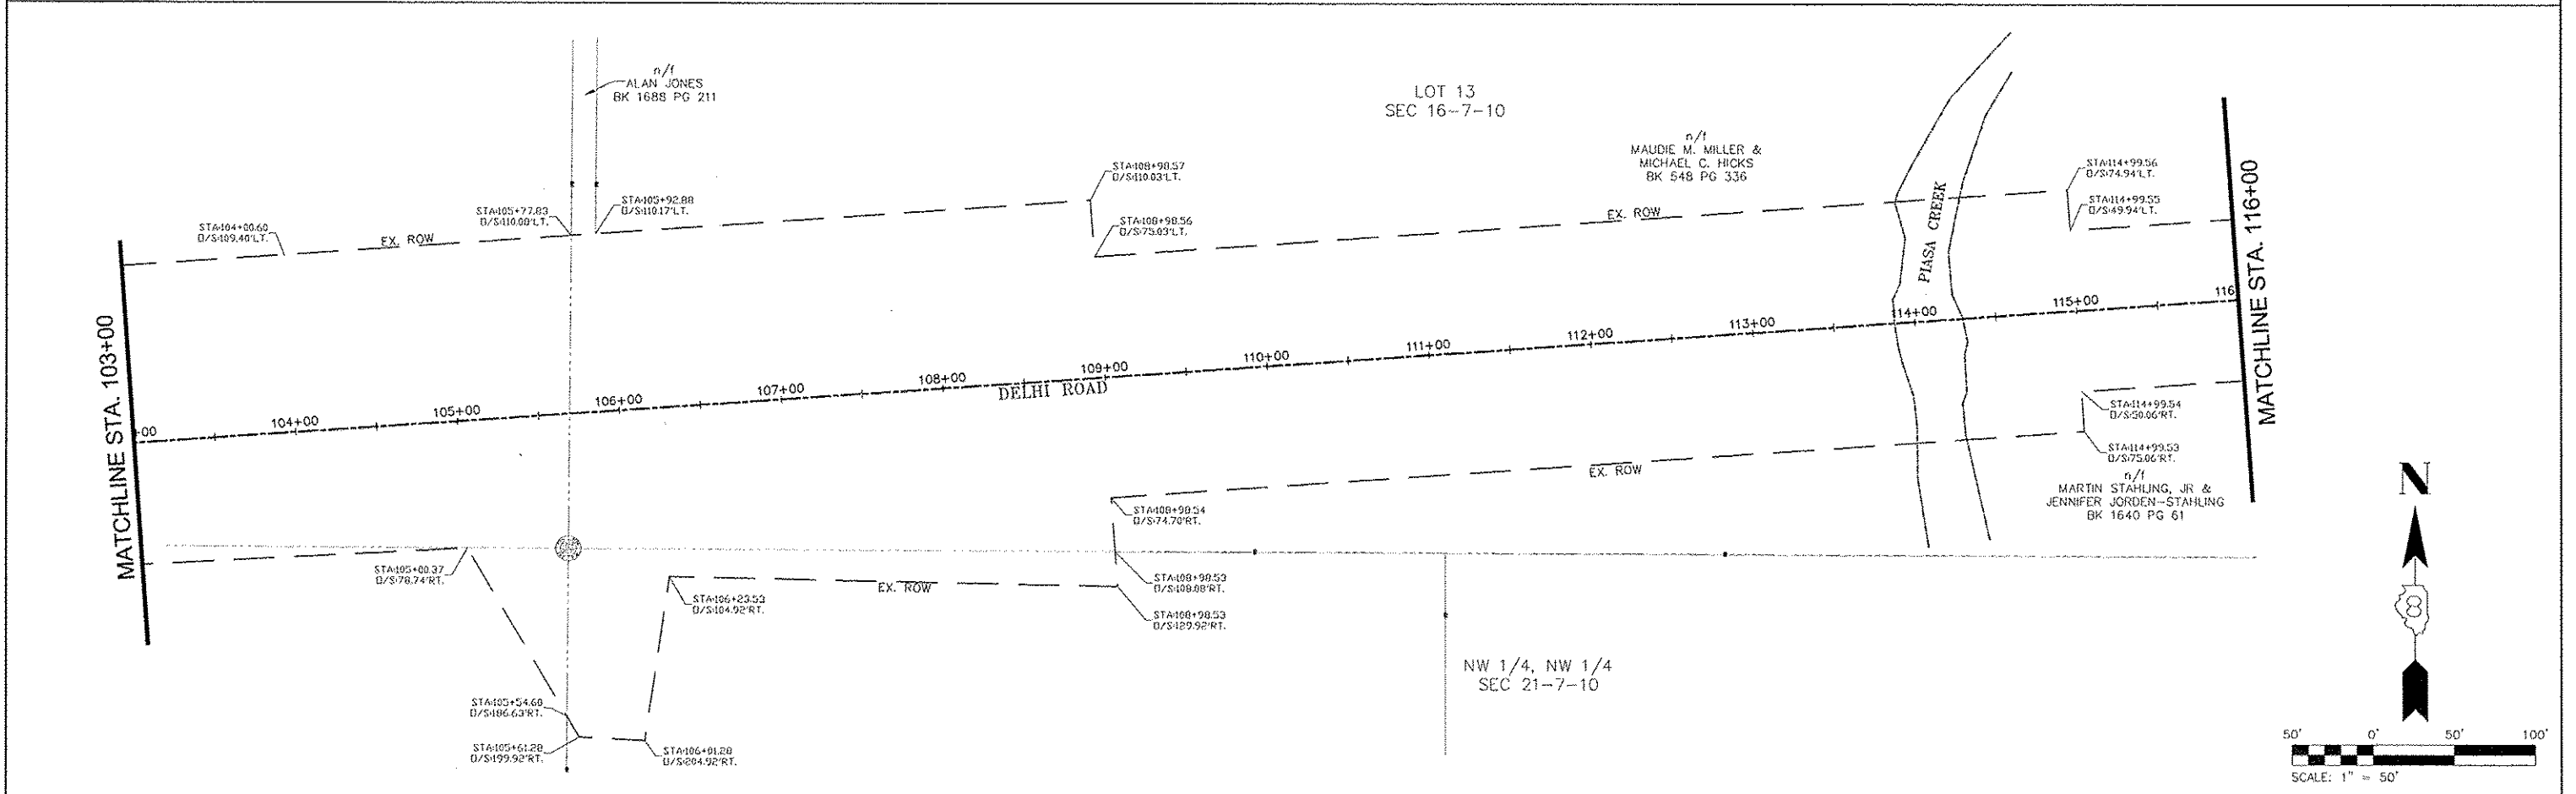 n/f
ALAN JONES
BK 1688 PG 211
LOT 13
SEC 16-7-10
n/f
MAUDIE M. MILLER &
MICHAEL C. HICKS
BK 548 PG 336
STA:108+98.57
O/S:110.03'LT.
STA:114+99.56
O/S:74.94'LT.
STA:105+77.83
O/S:110.00'LT.
STA:105+92.88
O/S:110.17'LT.
STA:104+00.60
O/S:109.40'LT.
EX. ROW
STA:108+98.56
O/S:75.03'LT.
EX. ROW
PIASA CREEK
STA:114+99.55
O/S:49.94'LT.
MATCHLINE STA. 103+00
MATCHLINE STA. 116+00
+00
104+00
105+00
106+00
107+00
108+00
109+00
110+00
111+00
112+00
113+00
114+00
115+00
116
DELHI ROAD
STA:114+99.54
O/S:50.06'RT.
STA:114+99.53
O/S:75.06'RT.
n/f
MARTIN STAHLING, JR &
JENNIFER JORDEN-STAHLING
BK 1640 PG 61
EX. ROW
STA:108+98.54
O/S:74.70'RT.
STA:105+00.37
O/S:78.74'RT.
STA:108+98.53
O/S:108.08'RT.
EX. ROW
STA:106+23.53
O/S:104.92'RT.
STA:108+98.53
O/S:129.92'RT.
NW 1/4, NW 1/4
SEC 21-7-10
STA:105+54.60
O/S:186.63'RT.
STA:105+61.28
O/S:199.92'RT.
STA:106+01.28
O/S:204.92'RT.
N
8
50' 0' 50' 100'
SCALE: 1" = 50'